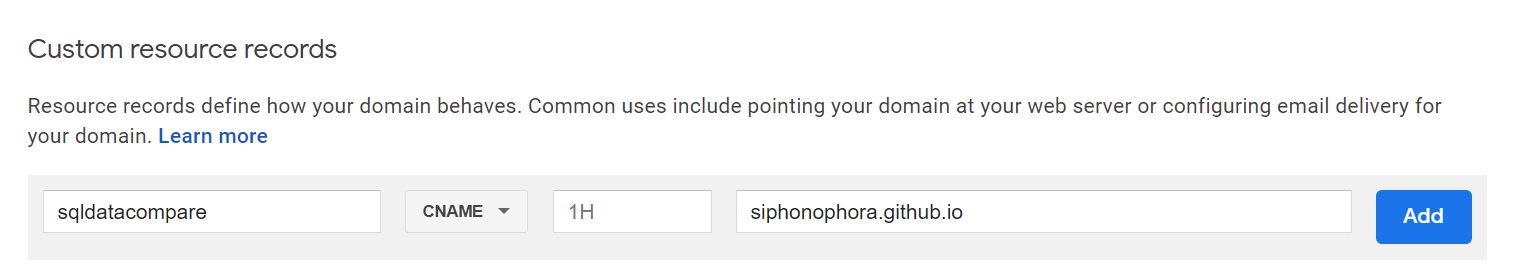 Custom resource records
Resource records define how your domain behaves. Common uses include pointing your domain at your web server or configuring email delivery for
your domain. Learn more
sqldatacompare CNAME 1H siphonophora.github.io Add